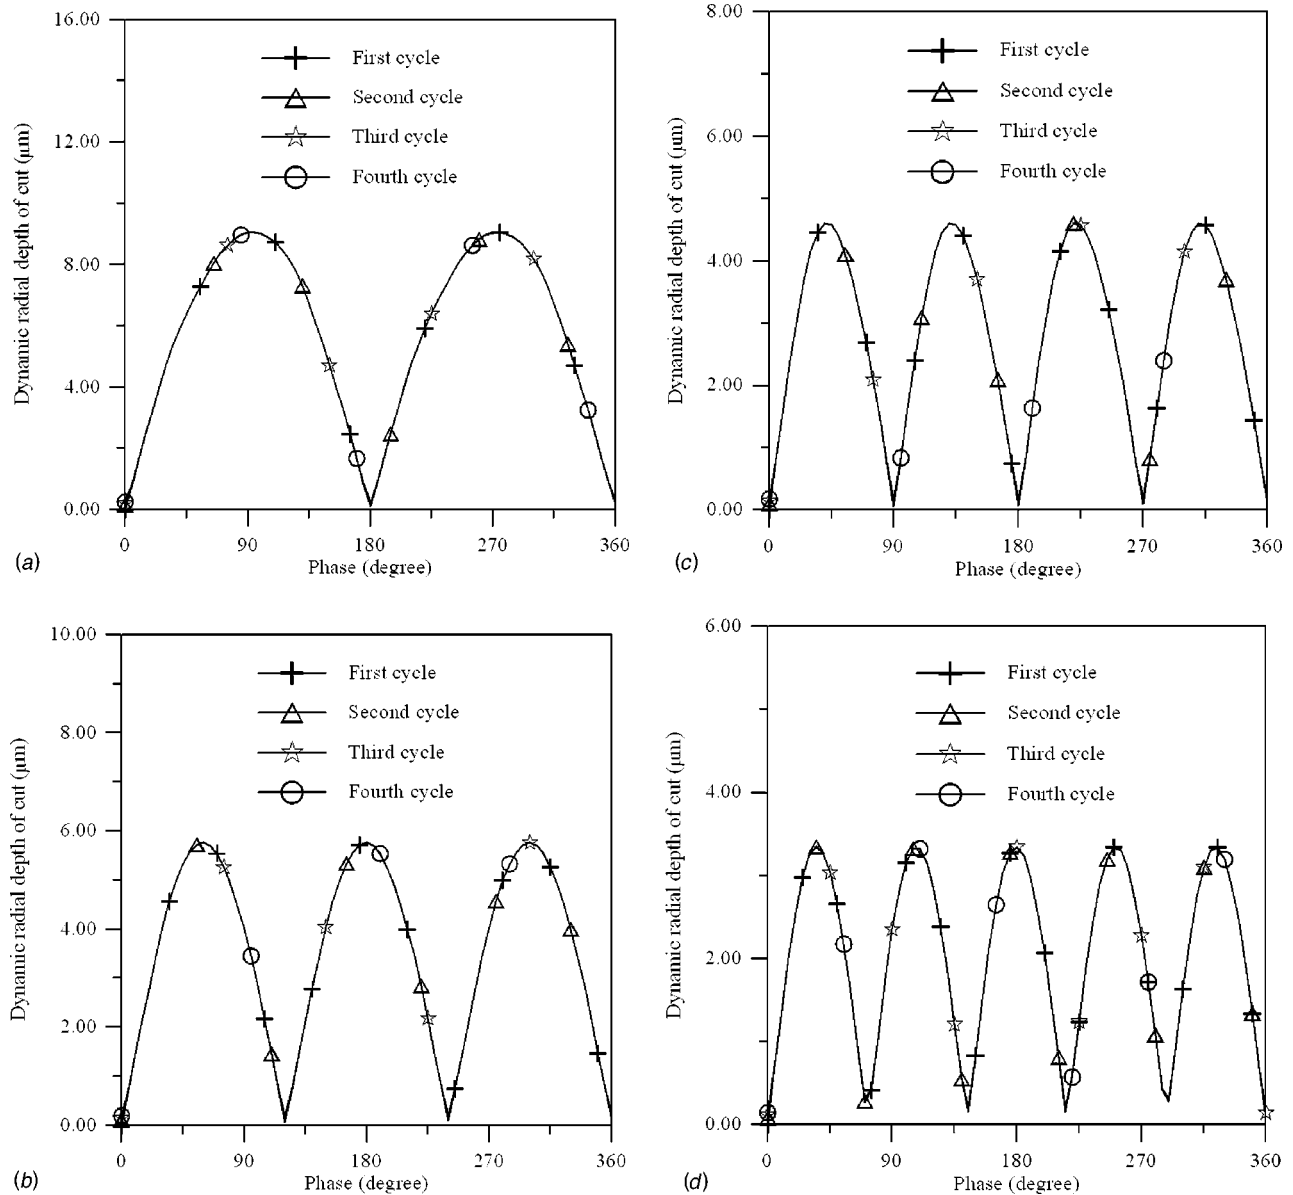 16.00
12.00
8.00
4.00
0.00
Dynamic radial depth of cut (μm)
First cycle
Second cycle
Third cycle
Fourth cycle
0 90 180 270 360
Phase (degree)
(a)
8.00
6.00
4.00
2.00
0.00
Dynamic radial depth of cut (μm)
First cycle
Second cycle
Third cycle
Fourth cycle
0 90 180 270 360
Phase (degree)
(c)
10.00
8.00
6.00
4.00
2.00
0.00
Dynamic radial depth of cut (μm)
First cycle
Second cycle
Third cycle
Fourth cycle
0 90 180 270 360
Phase (degree)
(b)
6.00
4.00
2.00
0.00
Dynamic radial depth of cut (μm)
First cycle
Second cycle
Third cycle
Fourth cycle
0 90 180 270 360
Phase (degree)
(d)